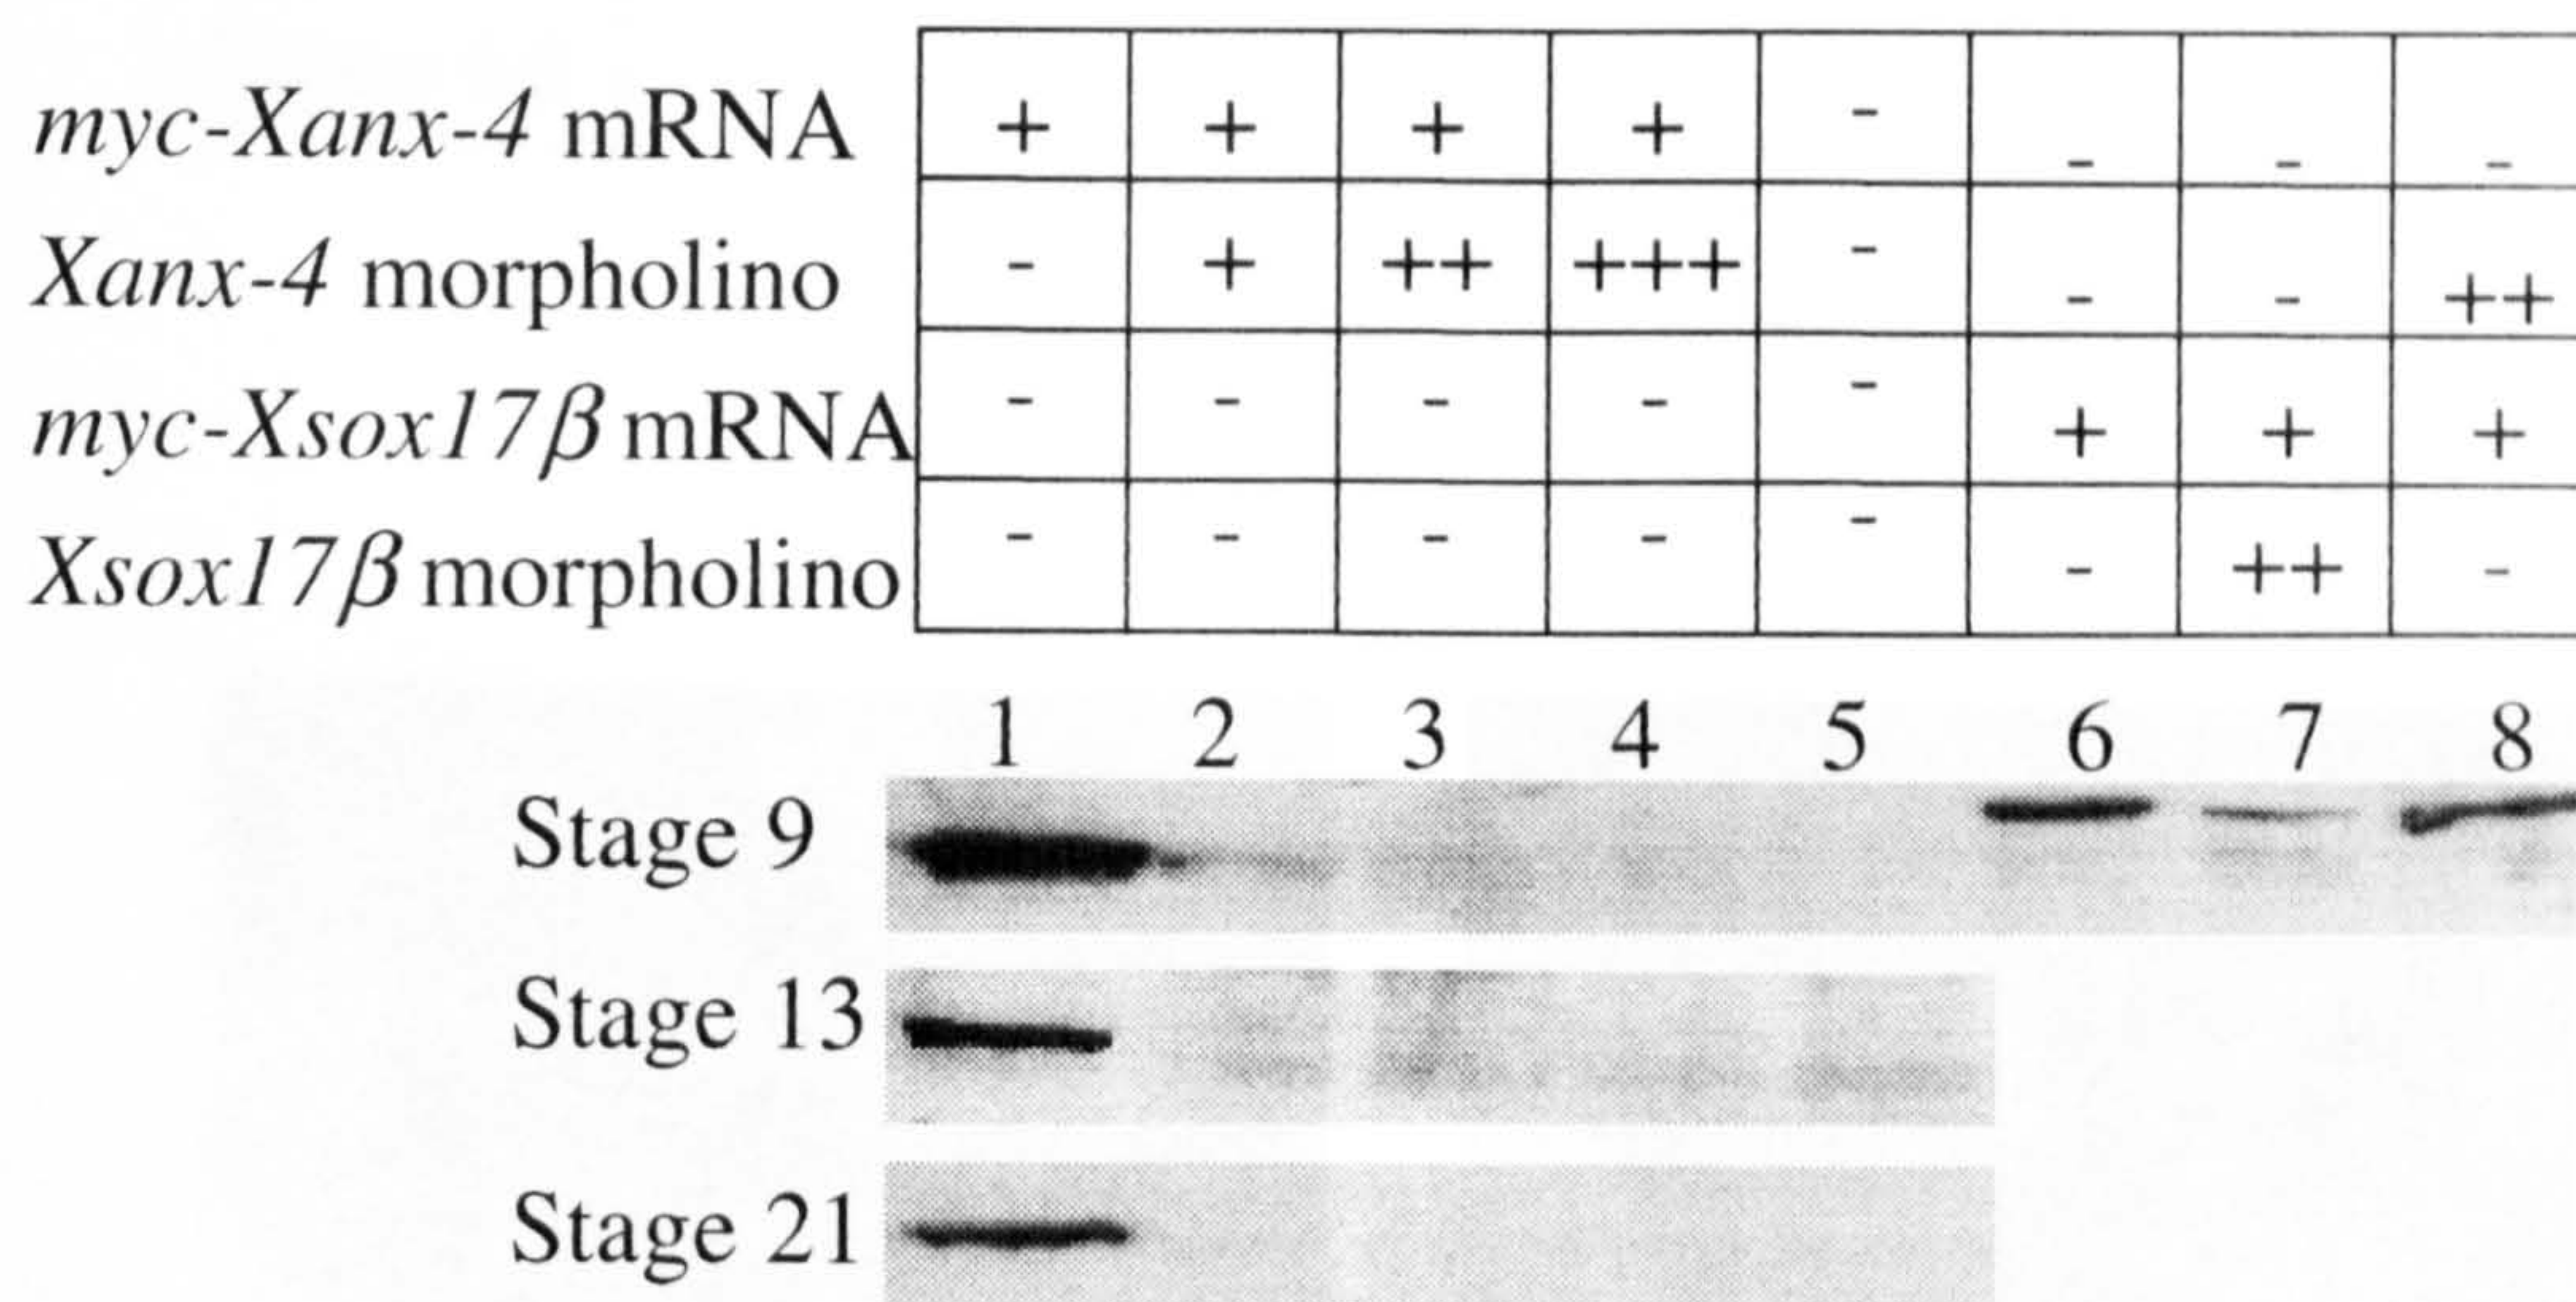 myc-Xanx-4 mRNA + + + + - - - -
Xanx-4 morpholino - + ++ +++ - - - ++
myc-Xsox17β mRNA - - - - - + + +
Xsox17β morpholino - - - - - - ++ -
1 2 3 4 5 6 7 8
Stage 9
Stage 13
Stage 21